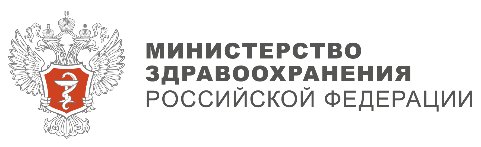 МИНИСТЕРСТВО
ЗДРАВООХРАНЕНИЯ
РОССИЙСКОЙ ФЕДЕРАЦИИ